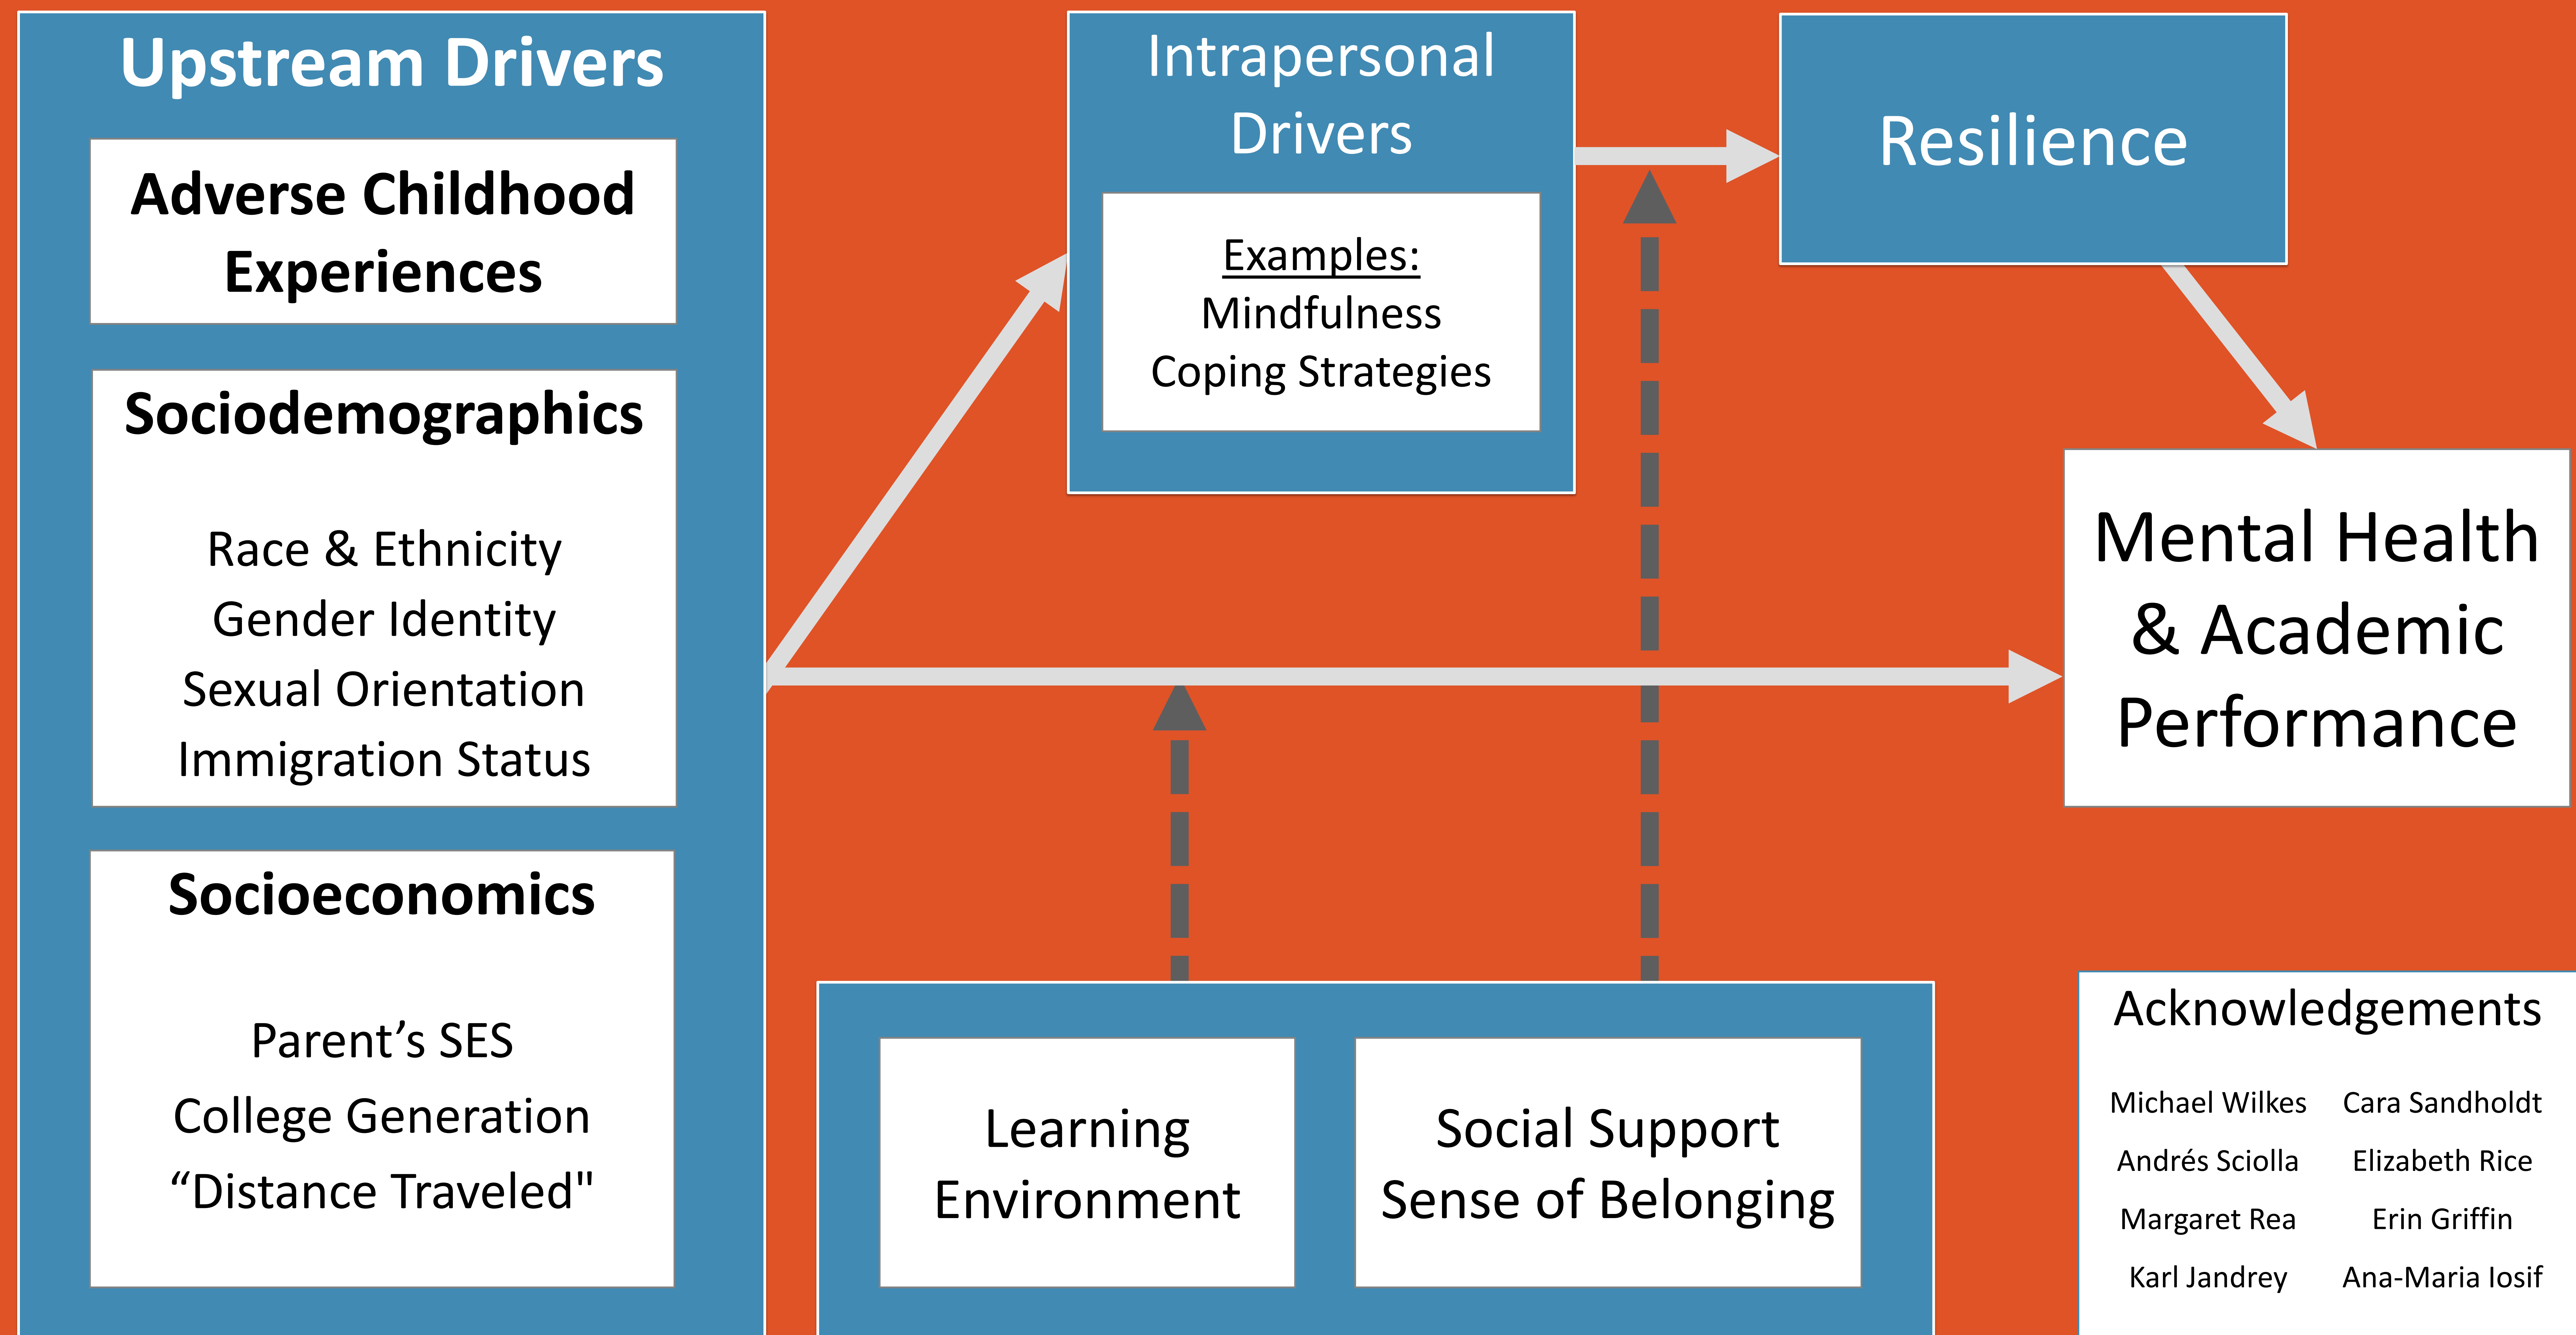 Upstream Drivers
Adverse Childhood
Experiences
Sociodemographics
Race & Ethnicity
Gender Identity
Sexual Orientation
Immigration Status
Socioeconomics
Parent’s SES
College Generation
“Distance Traveled"
Intrapersonal
Drivers
Examples:
Mindfulness
Coping Strategies
Resilience
Mental Health
& Academic
Performance
Learning
Environment
Social Support
Sense of Belonging
Acknowledgements
Michael Wilkes Cara Sandholdt
Andrés Sciolla Elizabeth Rice
Margaret Rea Erin Griffin
Karl Jandrey Ana-Maria Iosif